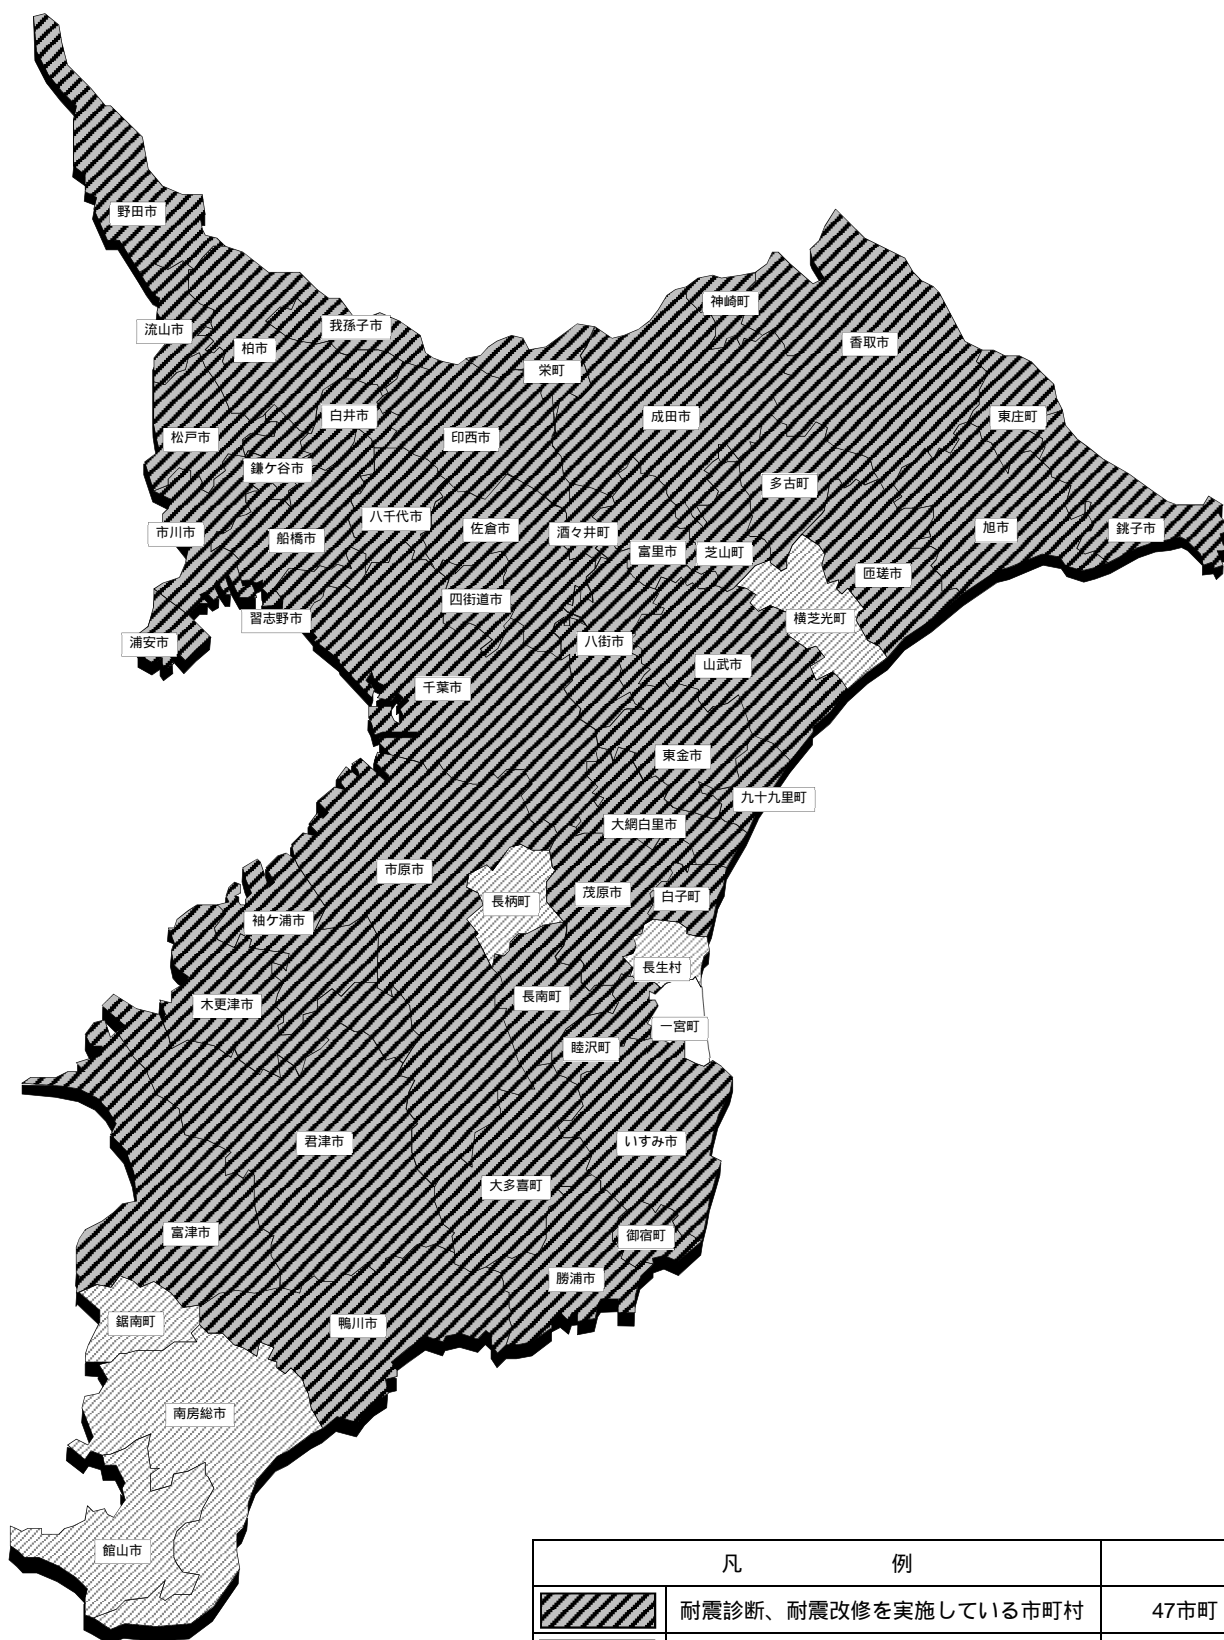 野田市
流山市
柏市
我孫子市
神崎町
香取市
栄町
松戸市
白井市
印西市
成田市
東庄町
鎌ケ谷市
多古町
市川市
船橋市
八千代市
佐倉市
酒々井町
富里市
芝山町
旭市
銚子市
匝瑳市
浦安市
習志野市
四街道市
八街市
横芝光町
千葉市
山武市
東金市
九十九里町
大網白里市
市原市
長柄町
茂原市
白子町
袖ケ浦市
長生村
木更津市
長南町
一宮町
睦沢町
君津市
いすみ市
大多喜町
富津市
御宿町
勝浦市
鋸南町
鴨川市
南房総市
館山市
凡 例
耐震診断、耐震改修を実施している市町村 47市町